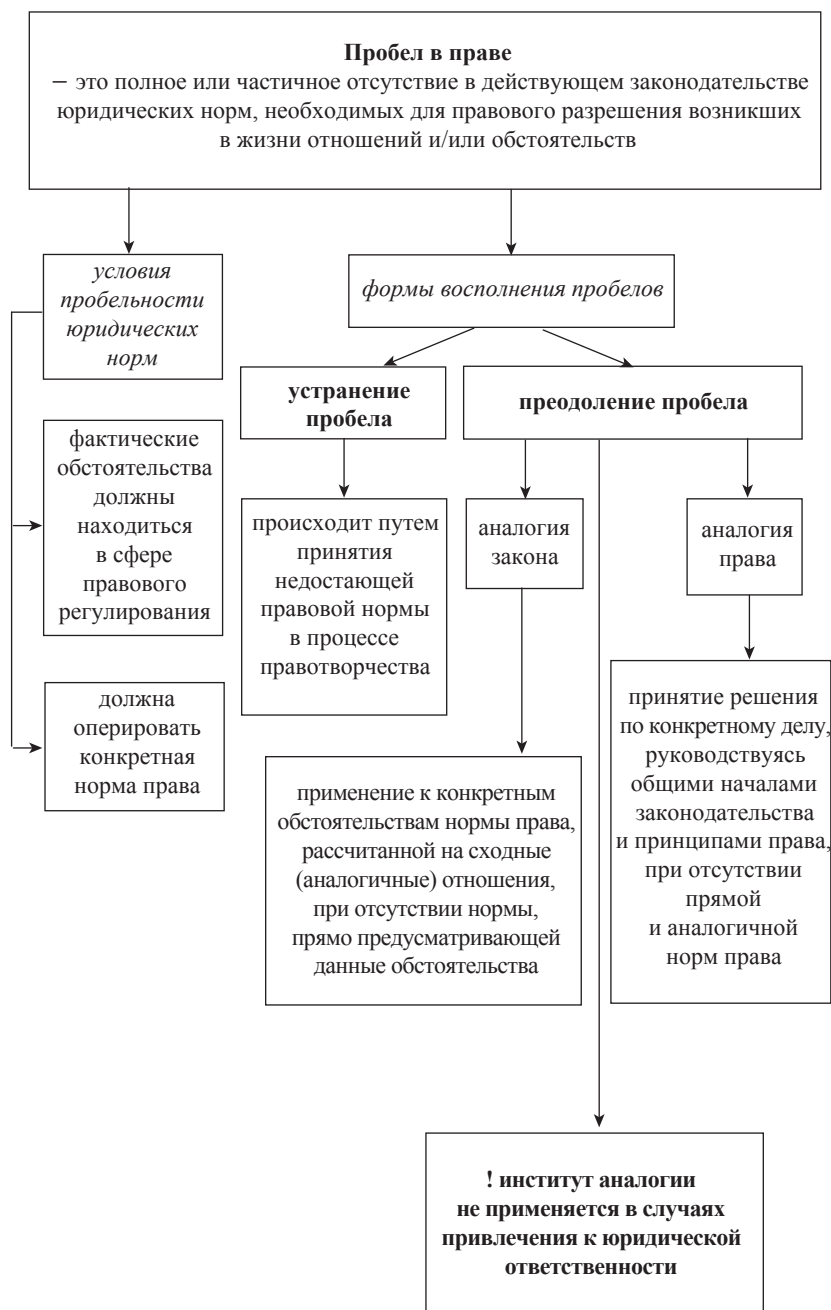 Пробел в праве
– это полное или частичное отсутствие в действующем законодательстве
юридических норм, необходимых для правового разрешения возникших
в жизни отношений и/или обстоятельств
условия
пробельности
юридических
норм
формы восполнения пробелов
устранение
пробела
преодоление пробела
фактические
обстоятельства
должны
находиться
в сфере
правового
регулирования
происходит путем
принятия
недостающей
правовой нормы
в процессе
правотворчества
аналогия
закона
аналогия
права
должна
оперировать
конкретная
норма права
применение к конкретным
обстоятельствам нормы права,
рассчитанной на сходные
(аналогичные) отношения,
при отсутствии нормы,
прямо предусматривающей
данные обстоятельства
принятие решения
по конкретному делу,
руководствуясь
общими началами
законодательства
и принципами права,
при отсутствии
прямой
и аналогичной
норм права
! институт аналогии
не применяется в случаях
привлечения к юридической
ответственности